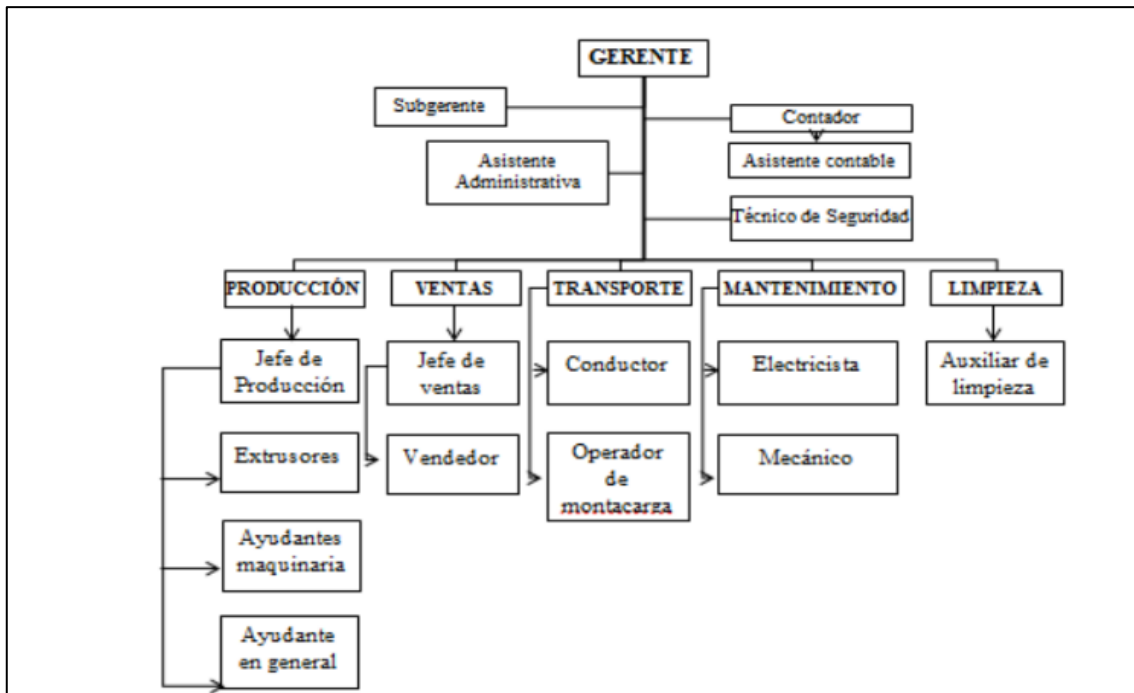 GERENTE
Subgerente
Contador
Asistente
Administrativa
Asistente contable
Técnico de Seguridad
PRODUCCIÓN
VENTAS
TRANSPORTE
MANTENIMIENTO
LIMPIEZA
Jefe de
Producción
Jefe de
ventas
Conductor
Electricista
Auxiliar de
limpieza
Extrusores
Vendedor
Operador
de
montacarga
Mecánico
Ayudantes
maquinaria
Ayudante
en general